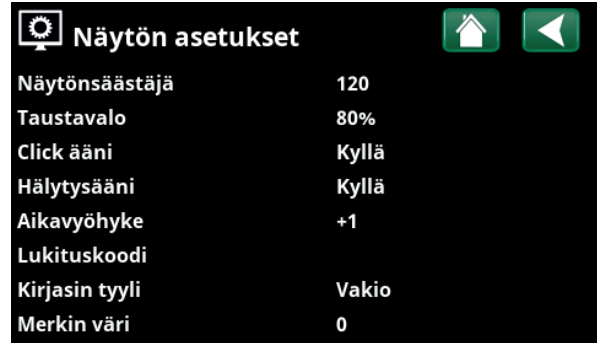 Näytön asetukset
Näytönsäästäjä 120
Taustavalo 80%
Click ääni Kyllä
Hälytysääni Kyllä
Aikavyöhyke +1
Lukituskoodi
Kirjasin tyyli Vakio
Merkin väri 0